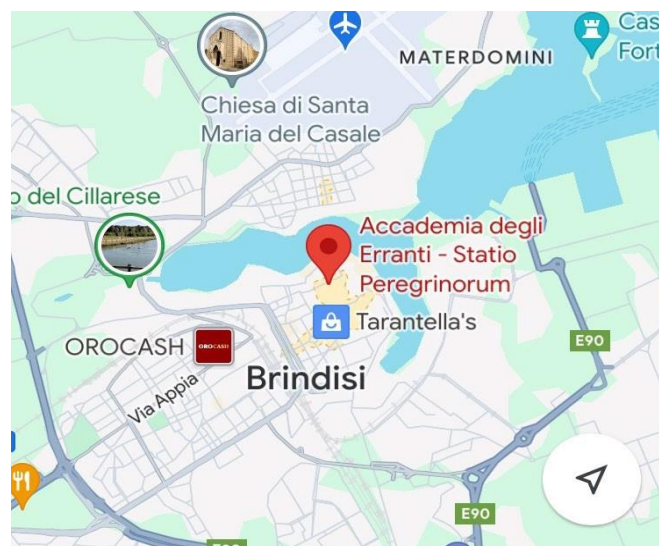 Cas
Fort
MATERDOMINI
Chiesa di Santa
Maria del Casale
o del Cillarese
Accademia degli
Erranti - Statio
Peregrinorum
Tarantella's
OROCASH
OROCASH
E90
Brindisi
Via Appia
E90